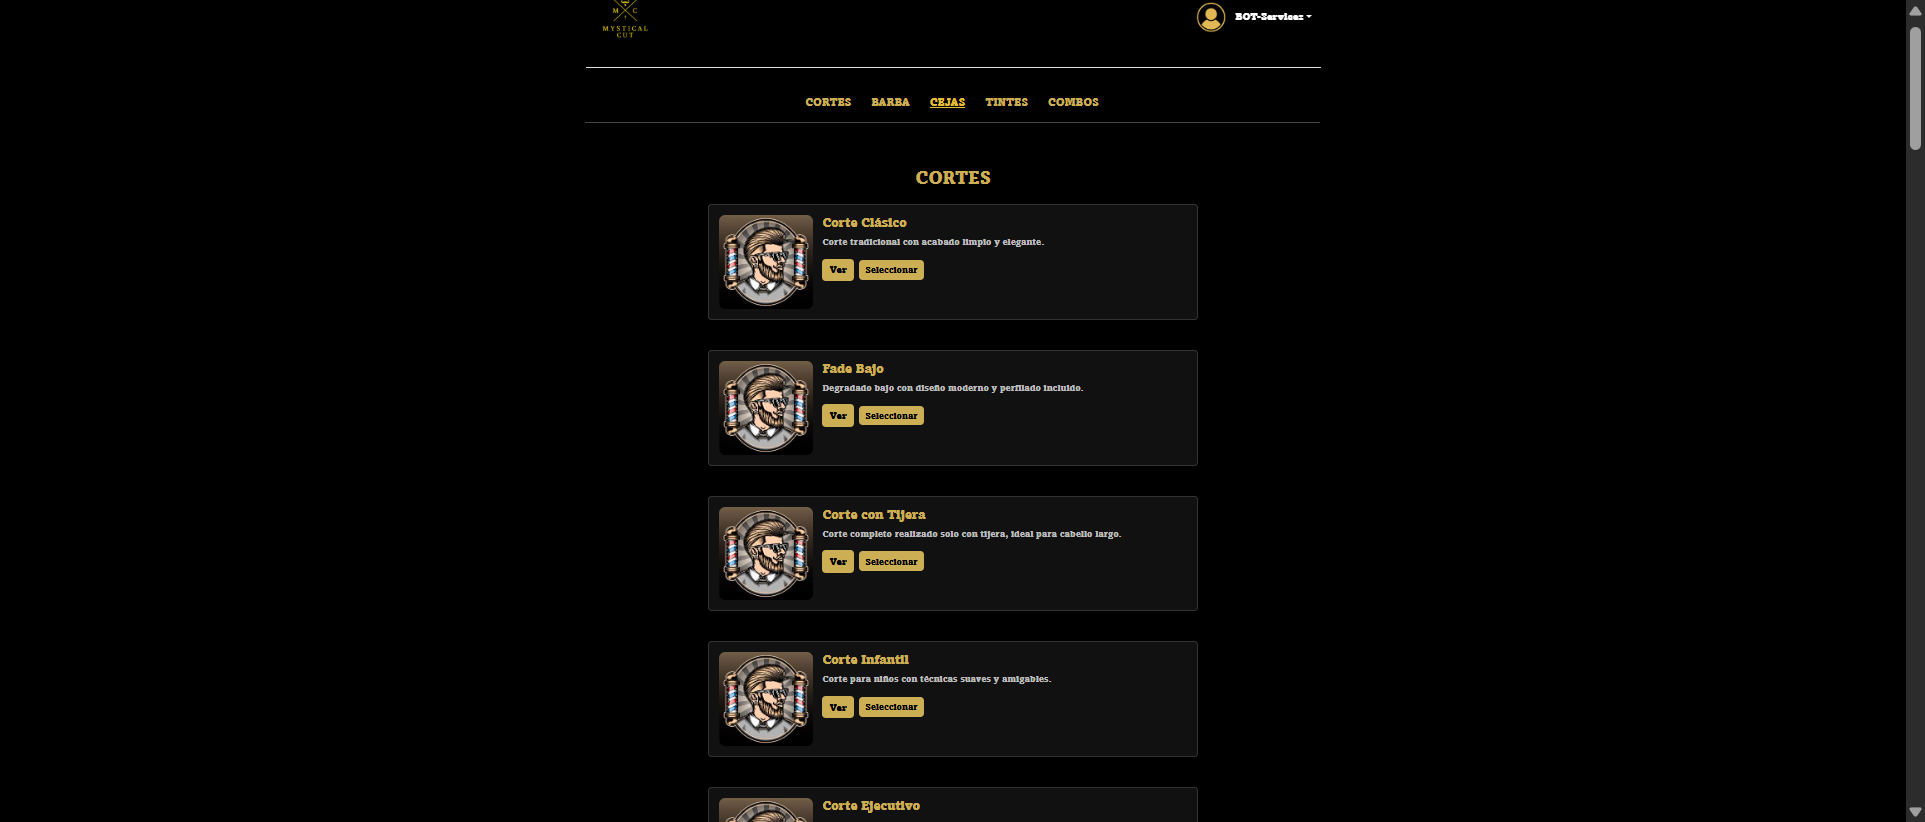 M C
MYSTICAL
CUT
BOT-Services
CORTES BARBA CEJAS TINTES COMBOS
CORTES
Corte Clásico
Corte tradicional con acabado limpio y elegante.
Ver Seleccionar
Fade Bajo
Degradado bajo con diseño moderno y perfilado incluido.
Ver Seleccionar
Corte con Tijera
Corte completo realizado solo con tijera, ideal para cabello largo.
Ver Seleccionar
Corte Infantil
Corte para niños con técnicas suaves y amigables.
Ver Seleccionar
Corte Ejecutivo